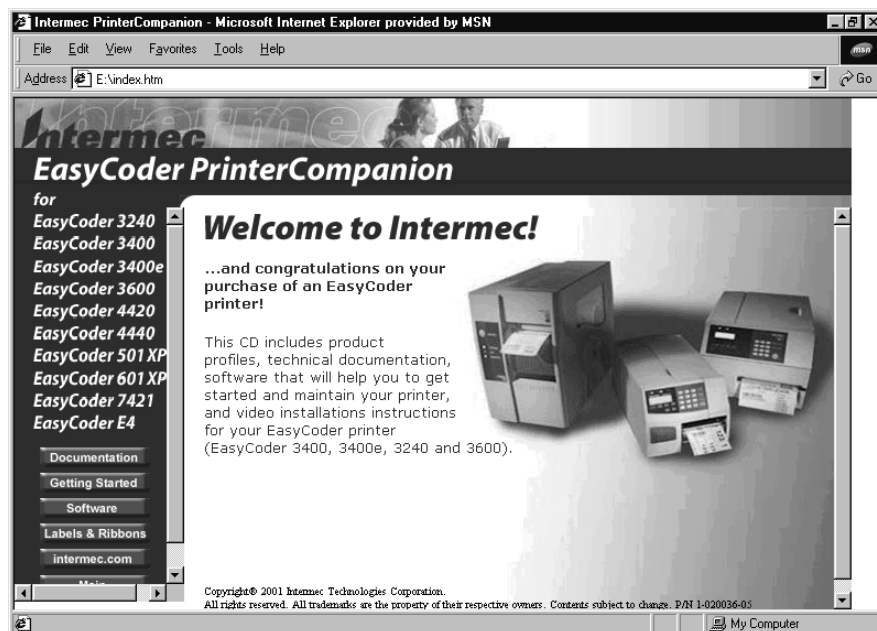 Intermec PrinterCompanion - Microsoft Internet Explorer provided by MSN
File Edit View Favorites Tools Help
msn
Address E:\index.htm Go
Intermec
EasyCoder PrinterCompanion
for
EasyCoder 3240
EasyCoder 3400
EasyCoder 3400e
EasyCoder 3600
EasyCoder 4420
EasyCoder 4440
EasyCoder 501 XP
EasyCoder 601 XP
EasyCoder 7421
EasyCoder E4
Documentation
Getting Started
Software
Labels & Ribbons
intermec.com
Main
Welcome to Intermec!
...and congratulations on your
purchase of an EasyCoder
printer!
This CD includes product
profiles, technical documentation,
software that will help you to get
started and maintain your printer,
and video installations instructions
for your EasyCoder printer
(EasyCoder 3400, 3400e, 3240 and 3600).
Copyright© 2001 Intermec Technologies Corporation.
All rights reserved. All trademarks are the property of their respective owners. Contents subject to change. P/N 1-020036-05
My Computer